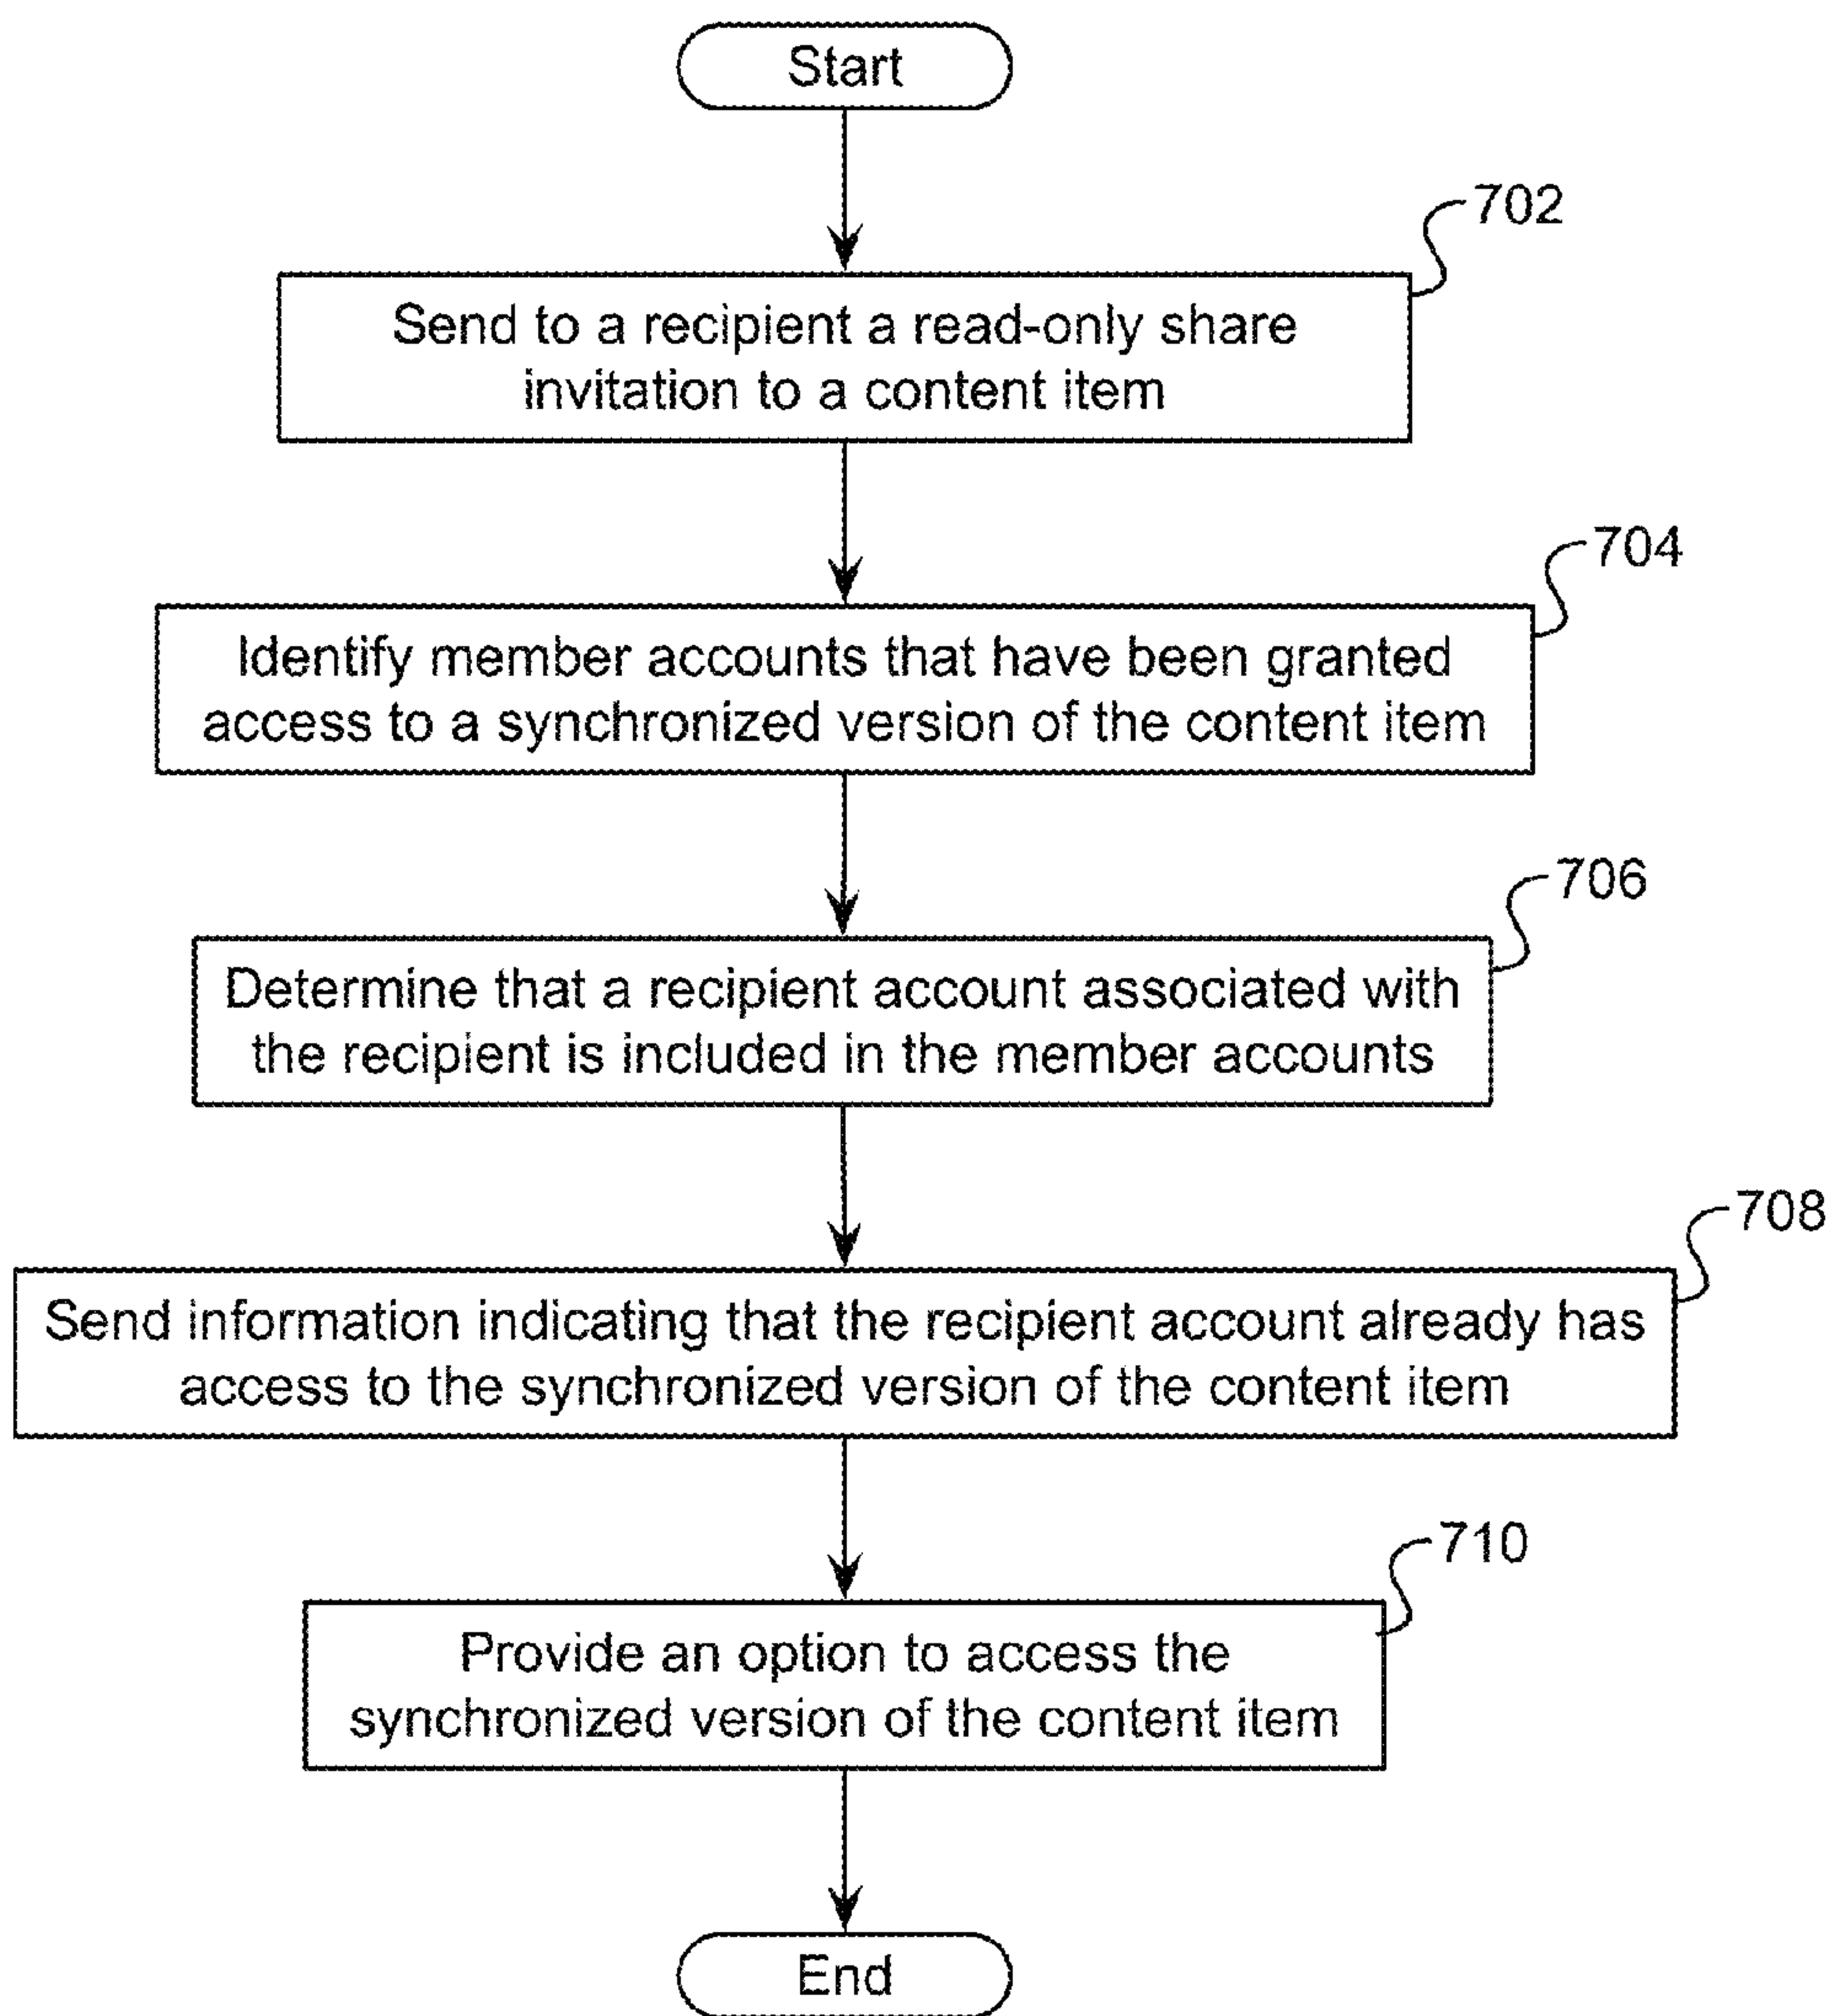 Start
702
Send to a recipient a read-only share
invitation to a content item
704
Identify member accounts that have been granted
access to a synchronized version of the content item
706
Determine that a recipient account associated with
the recipient is included in the member accounts
708
Send information indicating that the recipient account already has
access to the synchronized version of the content item
710
Provide an option to access the
synchronized version of the content item
End